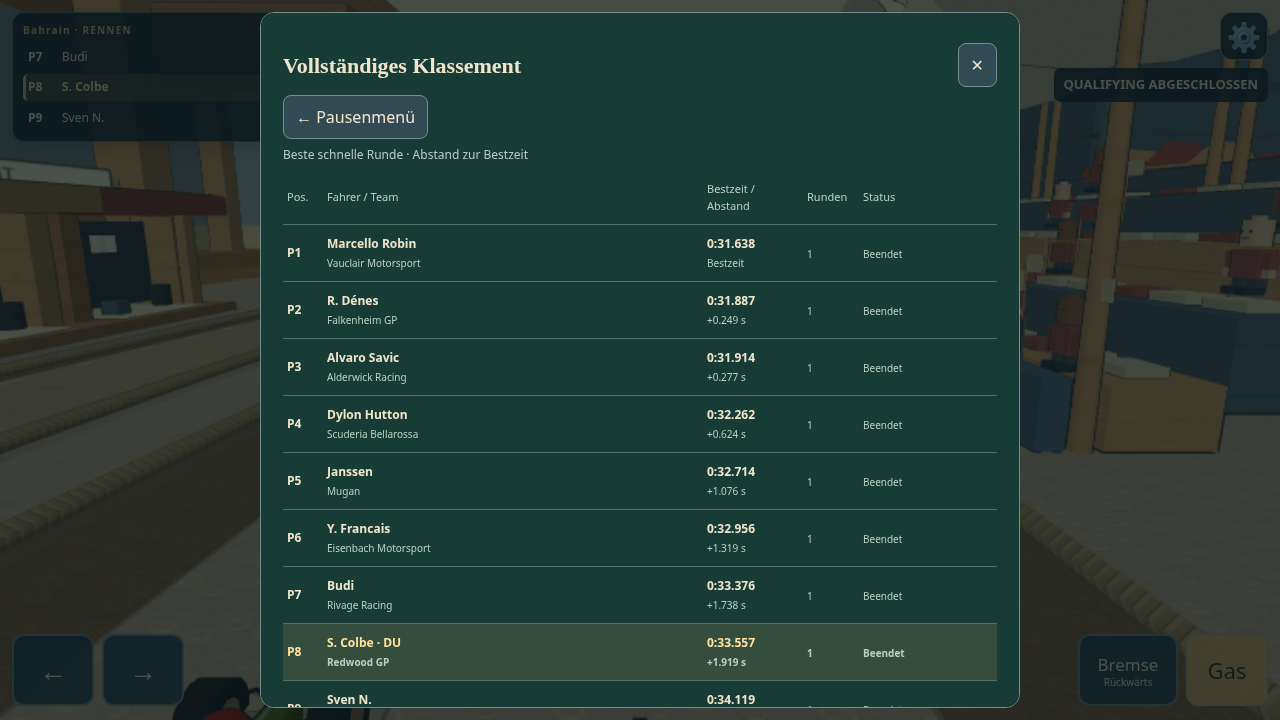 Bahrain · RENNEN
P7 Budi
P8 S. Colbe
P9 Sven N.
QUALIFYING ABGESCHLOSSEN
Vollständiges Klassement
×
← Pausenmenü
Beste schnelle Runde · Abstand zur Bestzeit
Pos. Fahrer / Team Bestzeit / Abstand Runden Status
P1 Marcello Robin 0:31.638 1 Beendet
Vauclair Motorsport Bestzeit
P2 R. Dénes 0:31.887 1 Beendet
Falkenheim GP +0.249 s
P3 Alvaro Savic 0:31.914 1 Beendet
Alderwick Racing +0.277 s
P4 Dylon Hutton 0:32.262 1 Beendet
Scuderia Bellarossa +0.624 s
P5 Janssen 0:32.714 1 Beendet
Mugan +1.076 s
P6 Y. Francais 0:32.956 1 Beendet
Eisenbach Motorsport +1.319 s
P7 Budi 0:33.376 1 Beendet
Rivage Racing +1.738 s
P8 S. Colbe · DU 0:33.557 1 Beendet
Redwood GP +1.919 s
Sven N. 0:34.119
← →
Bremse
Rückwärts
Gas